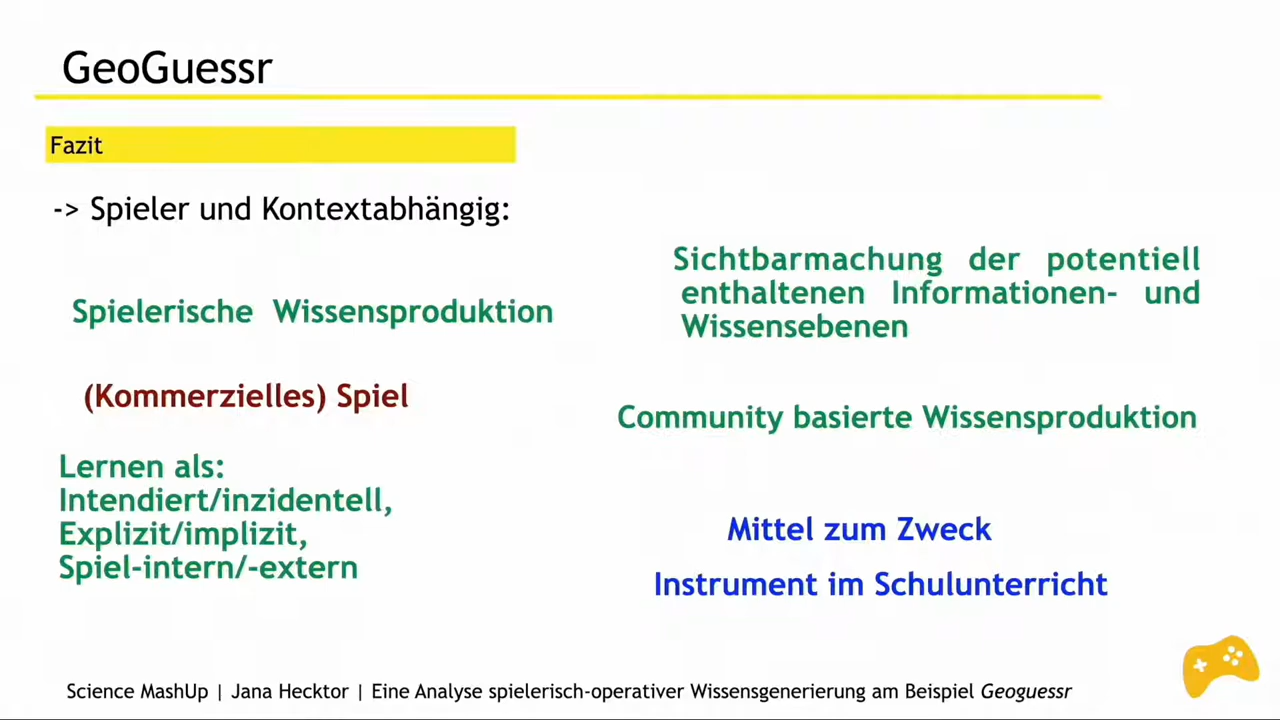 GeoGuessr
Fazit
-> Spieler und Kontextabhängig:
Spielerische Wissensproduktion
(Kommerzielles) Spiel
Lernen als:
Intendiert/inzidentell,
Explizit/implizit,
Spiel-intern/-extern
Sichtbarmachung der potentiell
enthaltenen Informationen- und
Wissensebenen
Community basierte Wissensproduktion
Mittel zum Zweck
Instrument im Schulunterricht
Science MashUp | Jana Hecktor | Eine Analyse spielerisch-operativer Wissensgenerierung am Beispiel Geoguessr